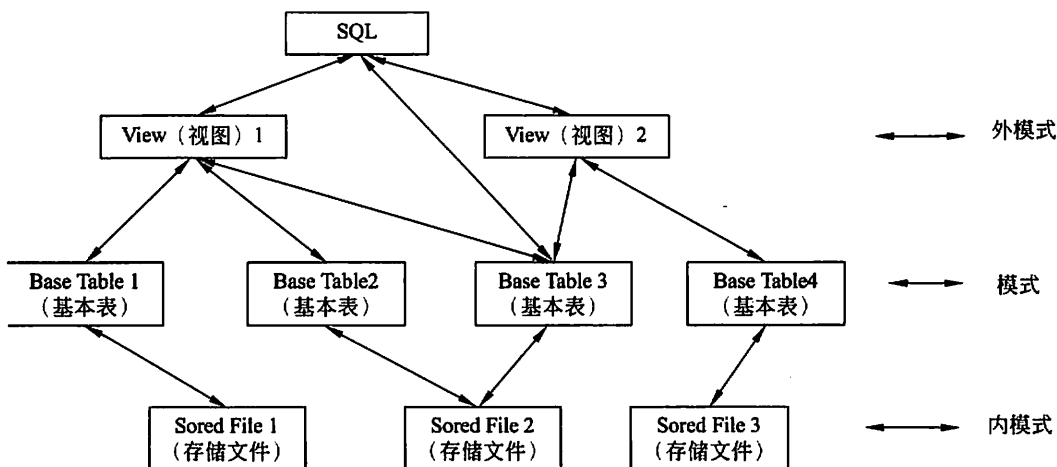 SQL
View（视图）1
View（视图）2
外模式
Base Table 1
（基本表）
Base Table2
（基本表）
Base Table 3
（基本表）
Base Table4
（基本表）
模式
Sored File 1
（存储文件）
Sored File 2
（存储文件）
Sored File 3
（存储文件）
内模式